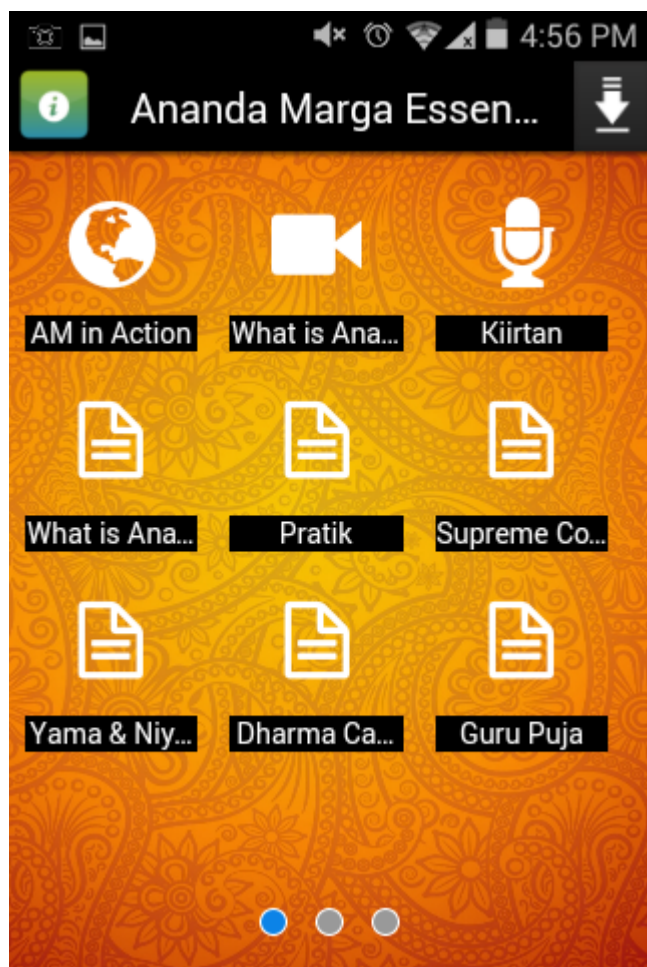 4:56 PM
Ananda Marga Essen...
AM in Action
What is Ana...
Kiirtan
What is Ana...
Pratik
Supreme Co...
Yama & Niy...
Dharma Ca...
Guru Puja